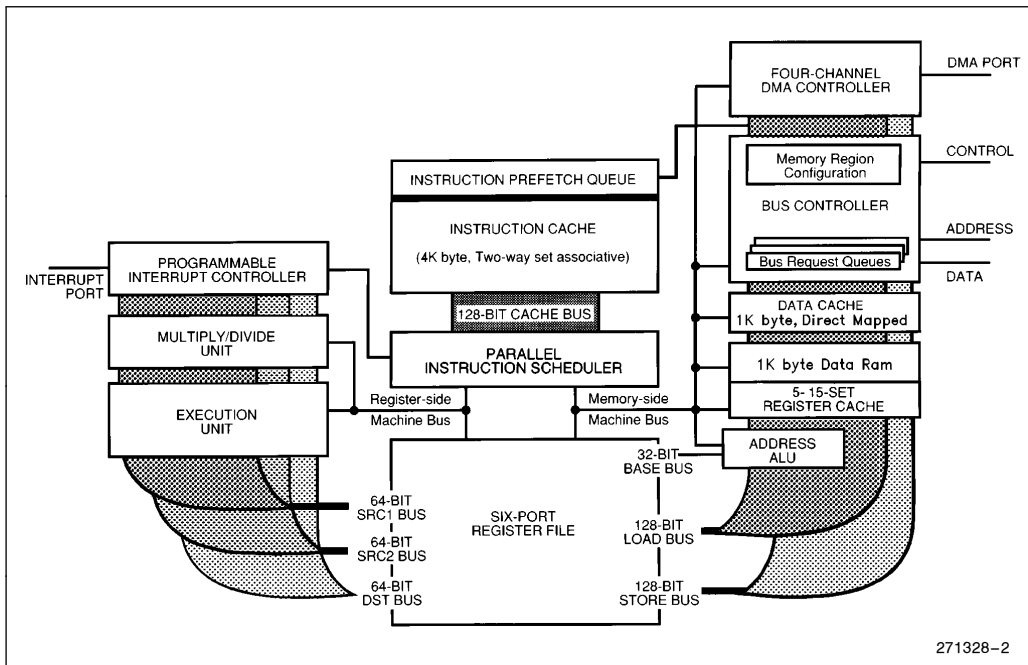 FOUR-CHANNEL
DMA CONTROLLER
DMA PORT
Memory Region
Configuration
CONTROL
BUS CONTROLLER
ADDRESS
Bus Request Queues
DATA
INSTRUCTION PREFETCH QUEUE
INSTRUCTION CACHE
(4K byte, Two-way set associative)
INTERRUPT
PORT
PROGRAMMABLE
INTERRUPT CONTROLLER
128-BIT CACHE BUS
DATA CACHE
1K byte, Direct Mapped
MULTIPLY/DIVIDE
UNIT
PARALLEL
INSTRUCTION SCHEDULER
1K byte Data Ram
5- 15-SET
REGISTER CACHE
EXECUTION
UNIT
Register-side
Machine Bus
Memory-side
Machine Bus
32-BIT
BASE BUS
ADDRESS
ALU
64-BIT
SRC1 BUS
SIX-PORT
REGISTER FILE
128-BIT
LOAD BUS
64-BIT
SRC2 BUS
64-BIT
DST BUS
128-BIT
STORE BUS
271328–2